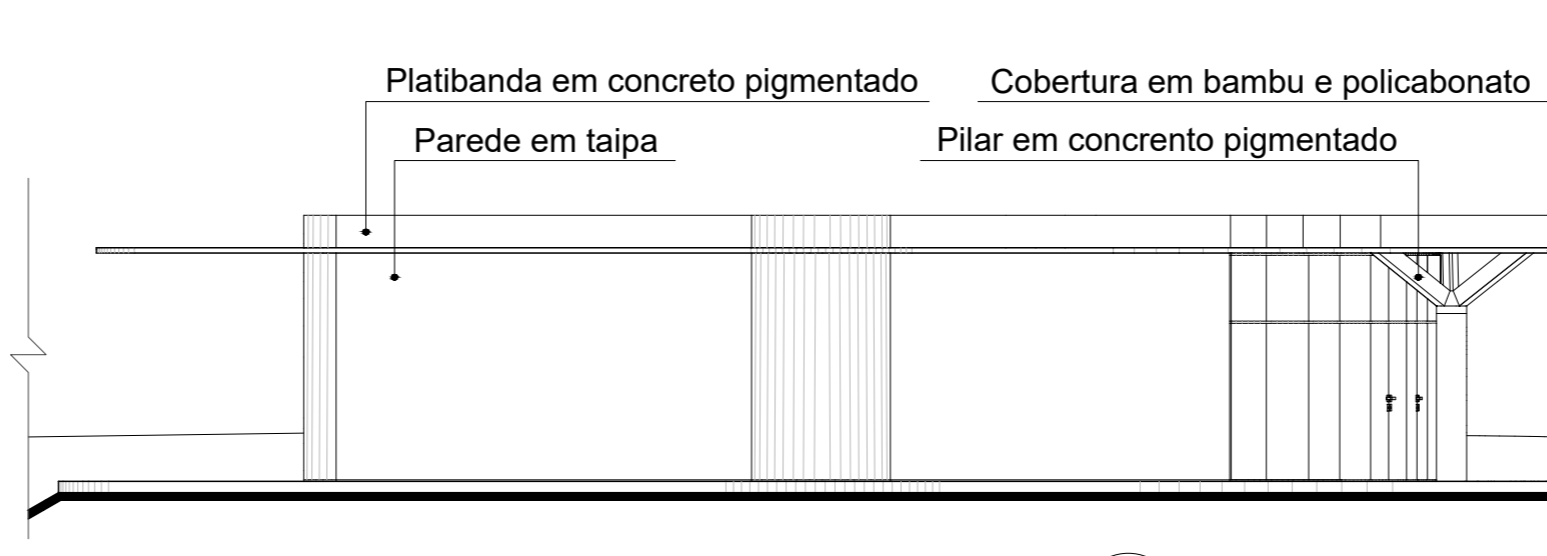 Platibanda em concreto pigmentado
Cobertura em bambu e policabonato
Parede em taipa
Pilar em concrento pigmentado